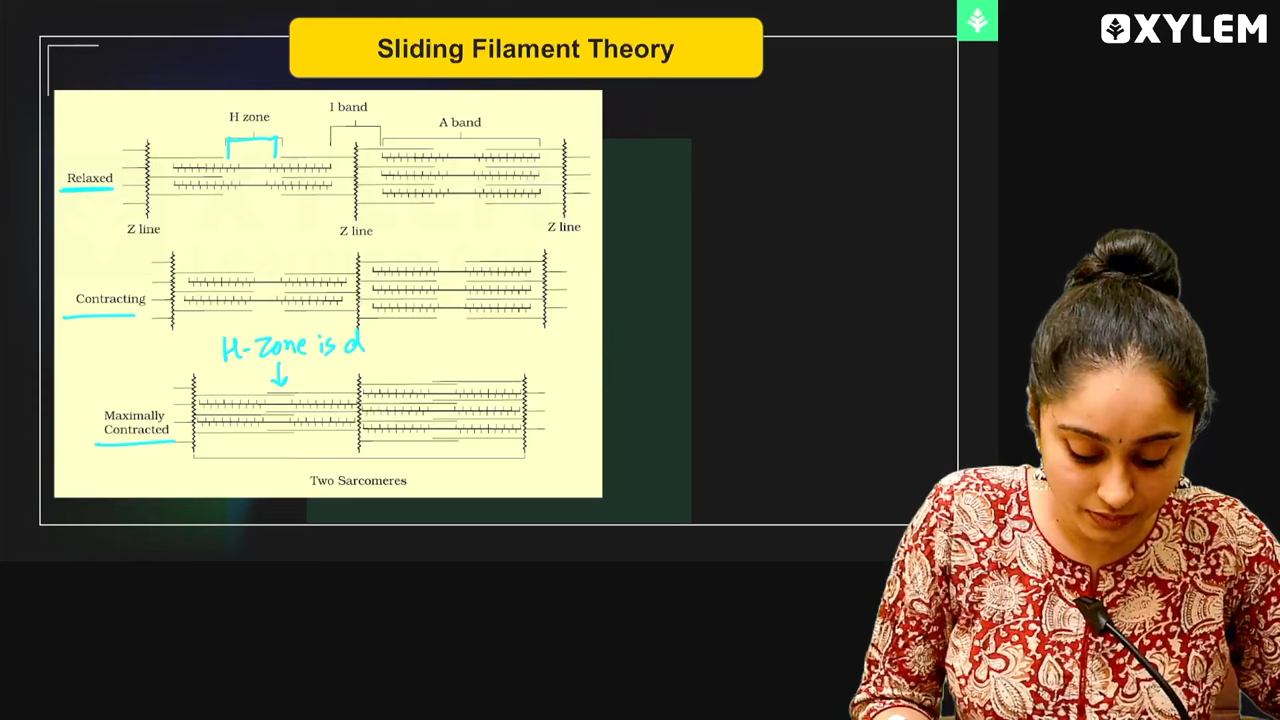 Sliding Filament Theory
XYLEM
H zone
I band
A band
Relaxed
Z line
Z line
Z line
Contracting
H-Zone is d
Maximally
Contracted
Two Sarcomeres